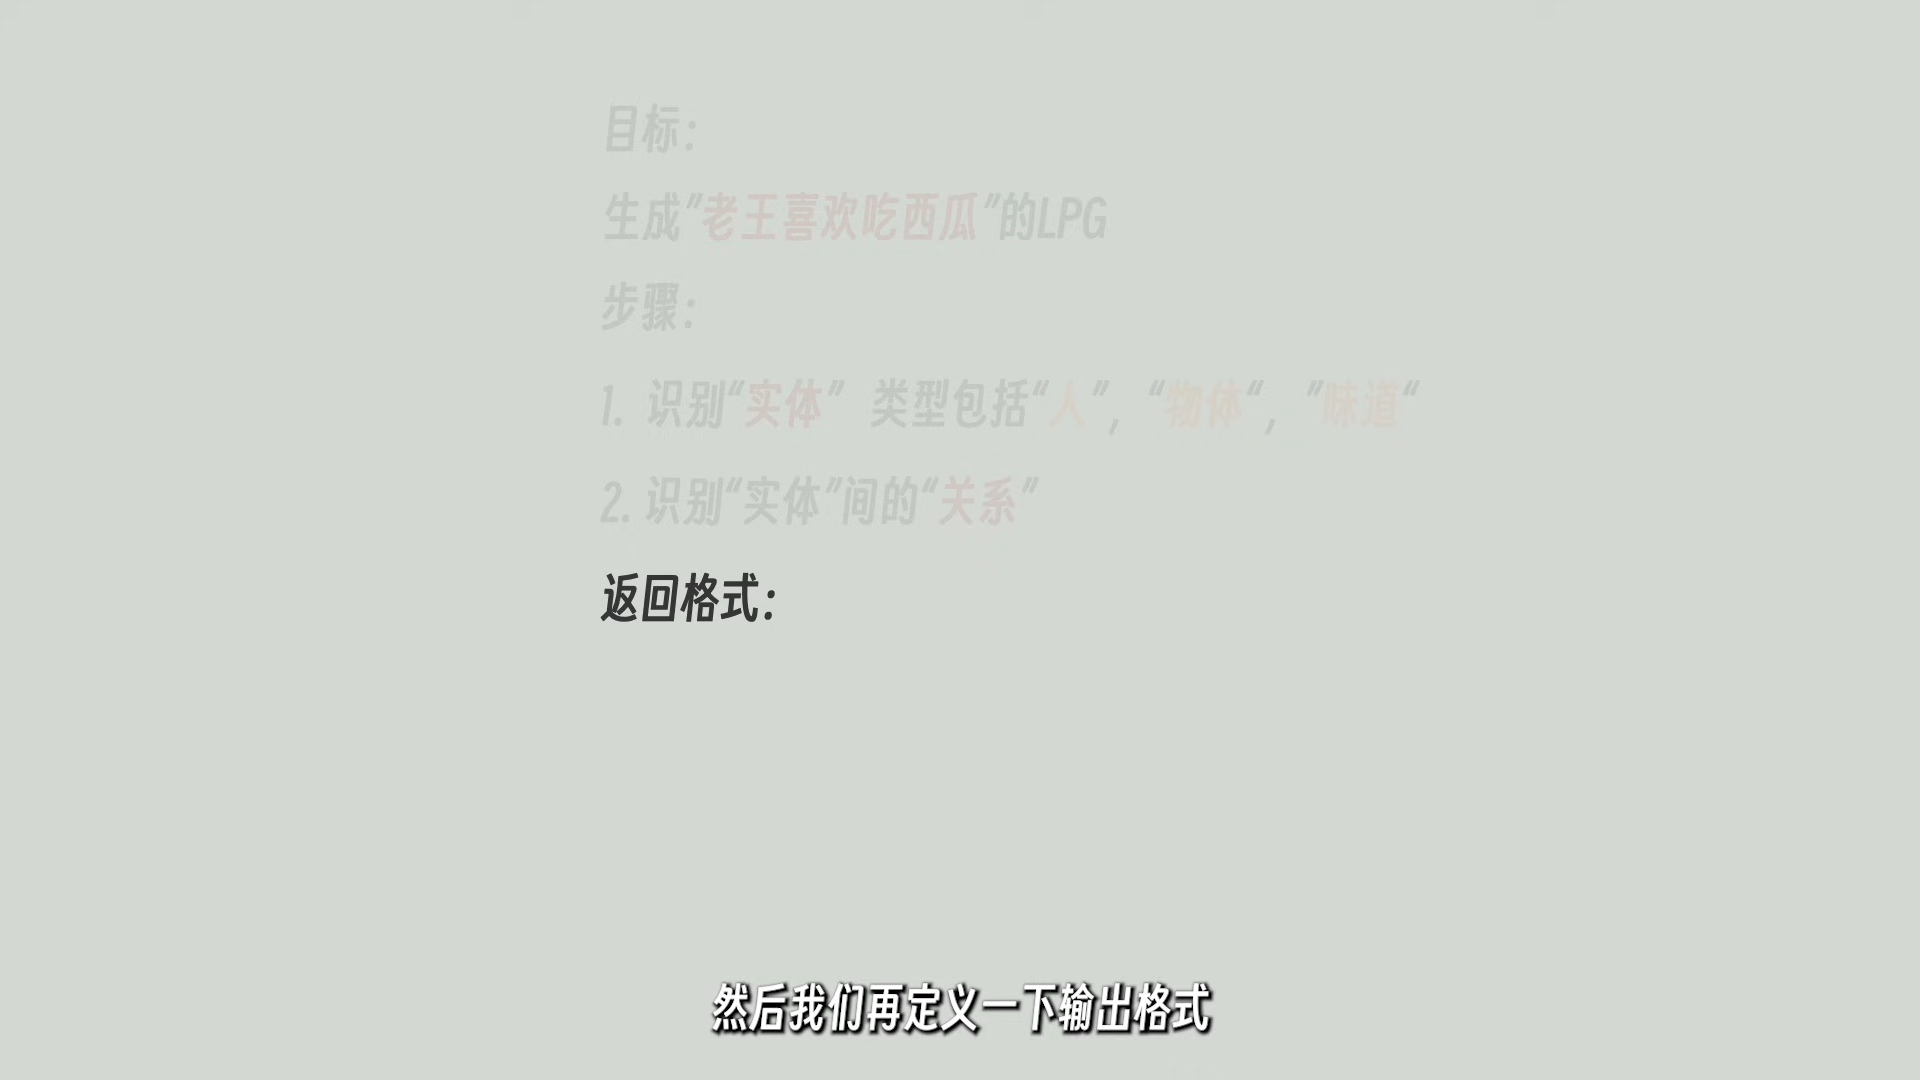 目标：
生成"老王喜欢吃西瓜"的LPG
步骤：
1. 识别“实体” 类型包括“人”，“物体“，”味道“
2. 识别“实体”间的“关系”
返回格式：
然后我们再定义一下输出格式